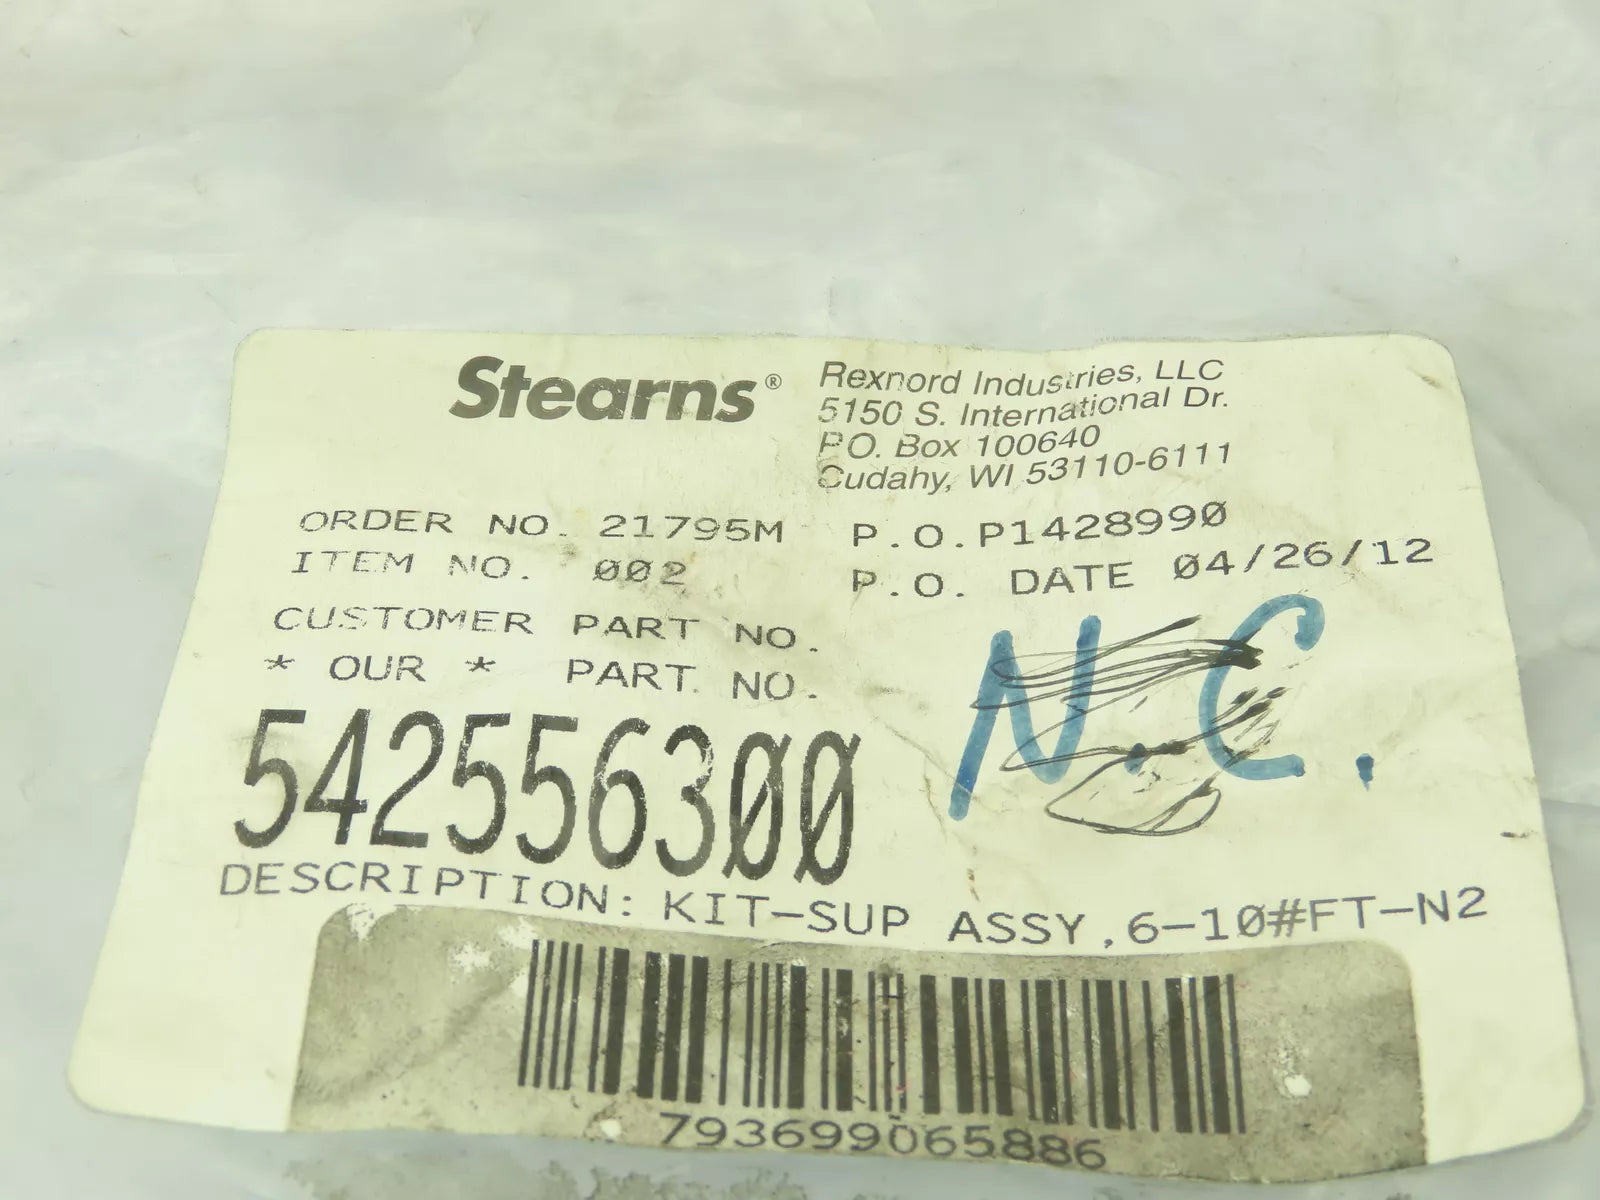 Stearns®
Rexnord Industries, LLC
5150 S. International Dr.
P.O. Box 100640
Cudahy, WI 53110-6111
ORDER NO. 21795M P.O.P1428990
ITEM NO. 002 P.O. DATE 04/26/12
CUSTOMER PART NO.
* OUR * PART NO.
542556300
N.C.
DESCRIPTION: KIT-SUP ASSY,6-10#FT-N2
793699065886